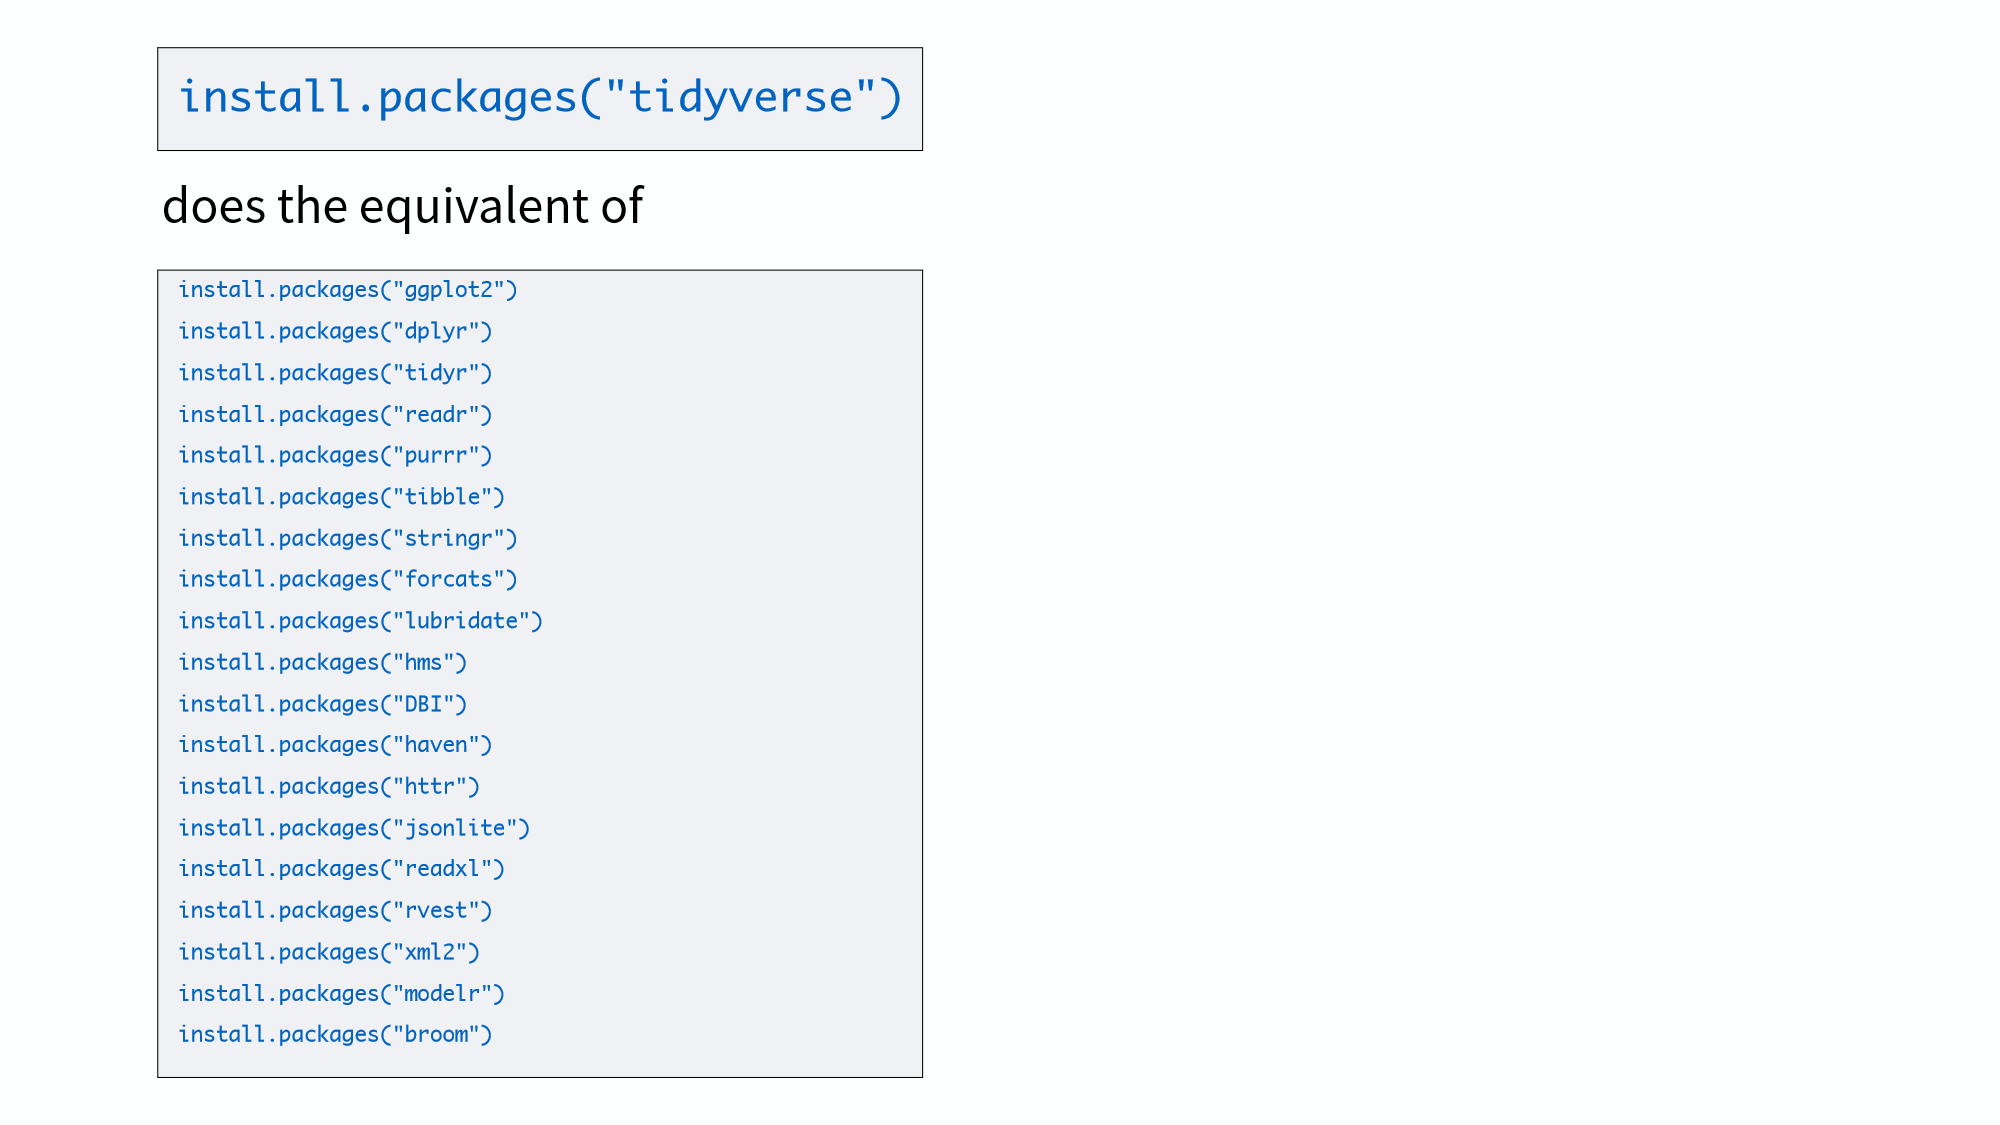 install.packages("tidyverse")
does the equivalent of
install.packages("ggplot2")
install.packages("dplyr")
install.packages("tidyr")
install.packages("readr")
install.packages("purrr")
install.packages("tibble")
install.packages("stringr")
install.packages("forcats")
install.packages("lubridate")
install.packages("hms")
install.packages("DBI")
install.packages("haven")
install.packages("httr")
install.packages("jsonlite")
install.packages("readxl")
install.packages("rvest")
install.packages("xml2")
install.packages("modelr")
install.packages("broom")